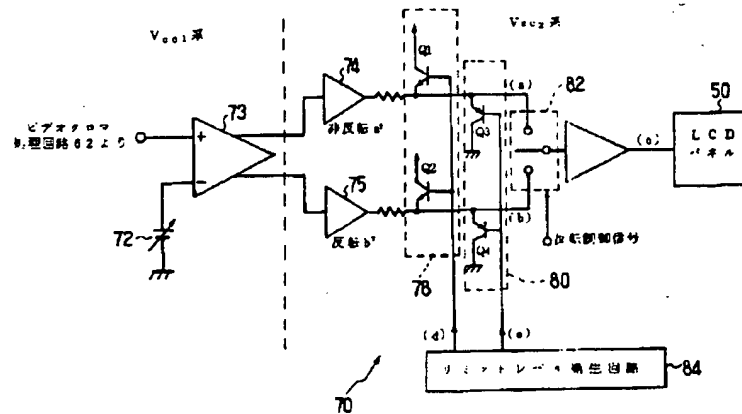 Vcc1系
Vcc2系
ビデオクロマ
処理回路62より
73
+
−
72
74
非反転a'
75
反転b'
Q1
Q2
Q3
Q4
78
80
(a)
(b)
82
反転制御信号
(c)
50
LCD
パネル
(d)
(e)
リミットレベル発生回路
84
70